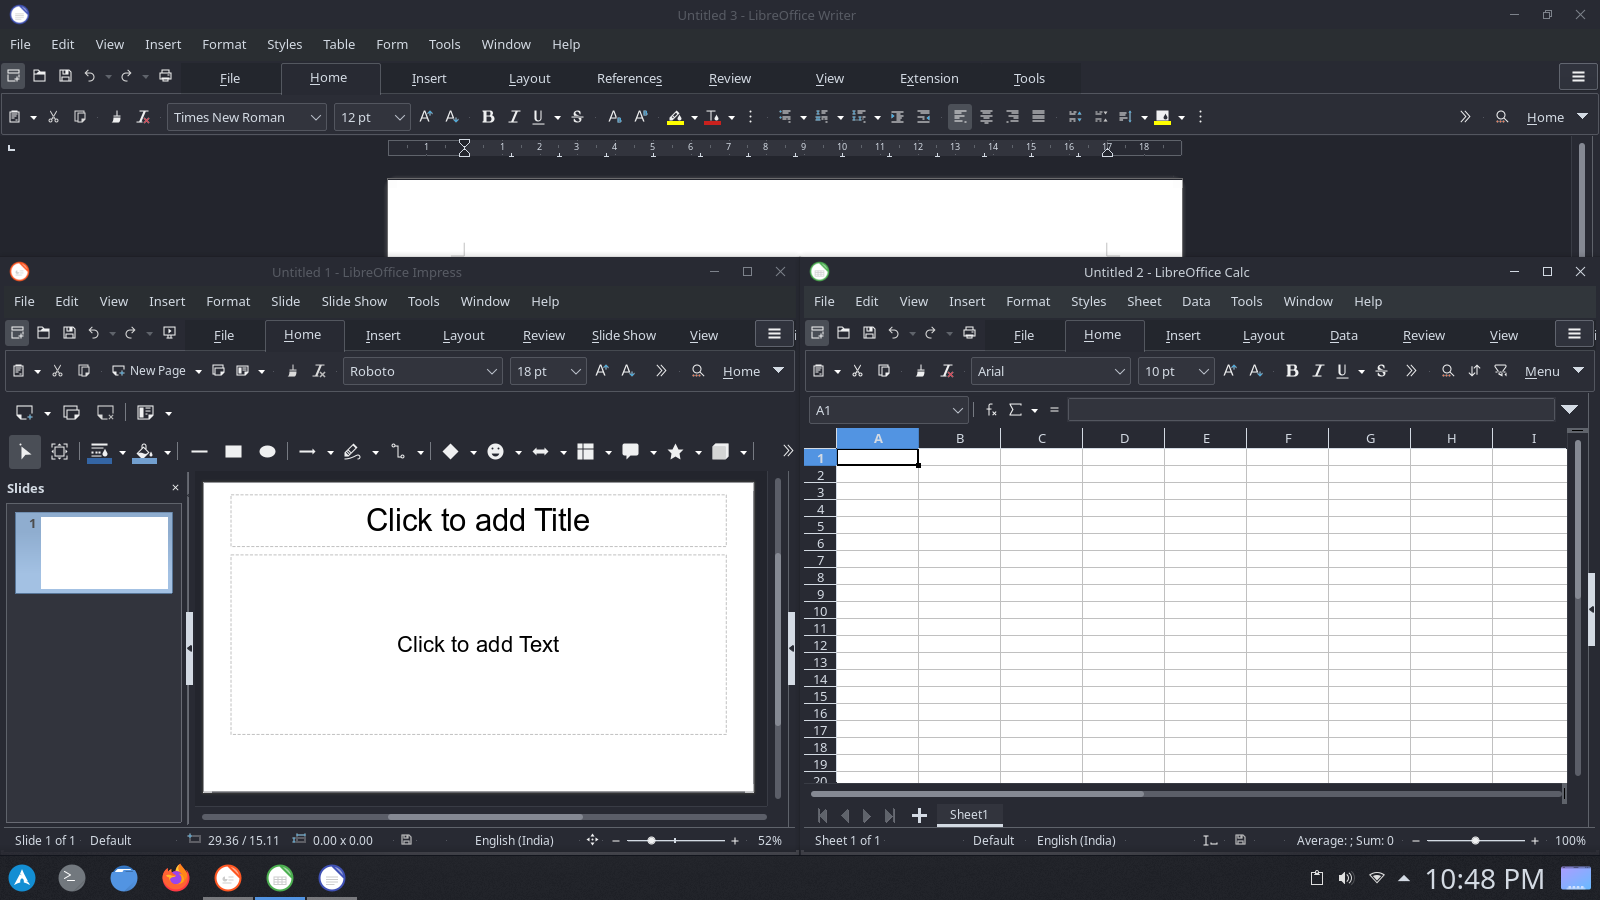 Untitled 3 - LibreOffice Writer
File Edit View Insert Format Styles Table Form Tools Window Help
File Home Insert Layout References Review View Extension Tools
Times New Roman 12 pt Home
1 1 2 3 4 5 6 7 8 9 10 11 12 13 14 15 16 17 18
Untitled 1 - LibreOffice Impress
File Edit View Insert Format Slide Slide Show Tools Window Help
File Home Insert Layout Review Slide Show View
New Page Roboto 18 pt Home
Slides
1
Click to add Title
Click to add Text
Slide 1 of 1 Default 29.36 / 15.11 0.00 x 0.00 English (India) 52%
Untitled 2 - LibreOffice Calc
File Edit View Insert Format Styles Sheet Data Tools Window Help
File Home Insert Layout Data Review View
Arial 10 pt Menu
A1
A B C D E F G H I
1
2
3
4
5
6
7
8
9
10
11
12
13
14
15
16
17
18
19
20
Sheet1
Sheet 1 of 1 Default English (India) Average: ; Sum: 0 100%
10:48 PM